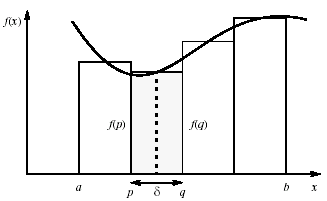 f(x)
f(p) f(q)
a p δ q b x